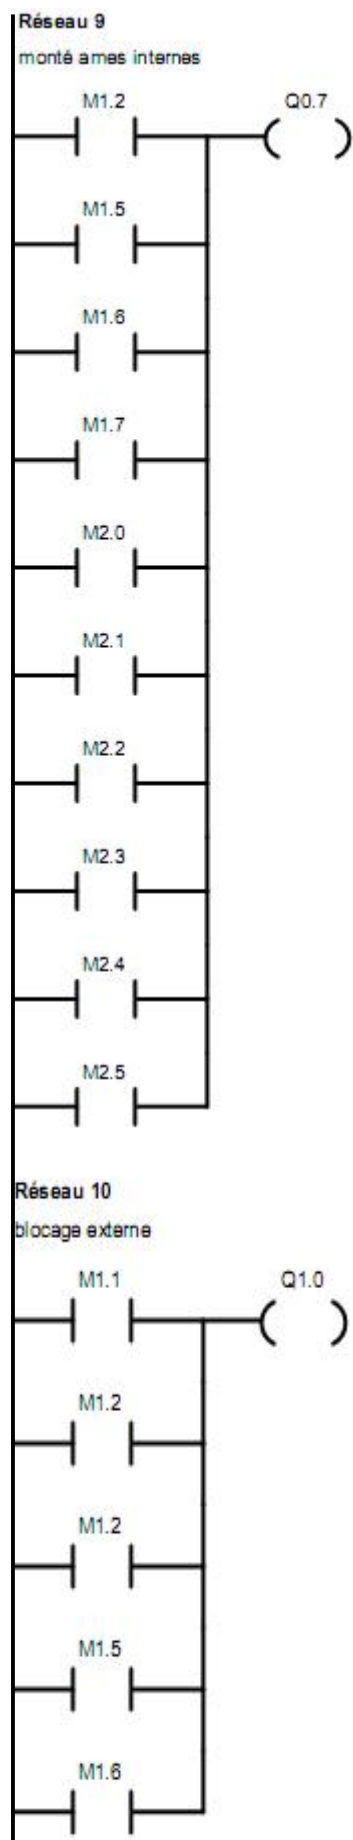 Réseau 9
monté ames internes
M1.2 Q0.7
M1.5
M1.6
M1.7
M2.0
M2.1
M2.2
M2.3
M2.4
M2.5
Réseau 10
blocage externe
M1.1 Q1.0
M1.2
M1.2
M1.5
M1.6